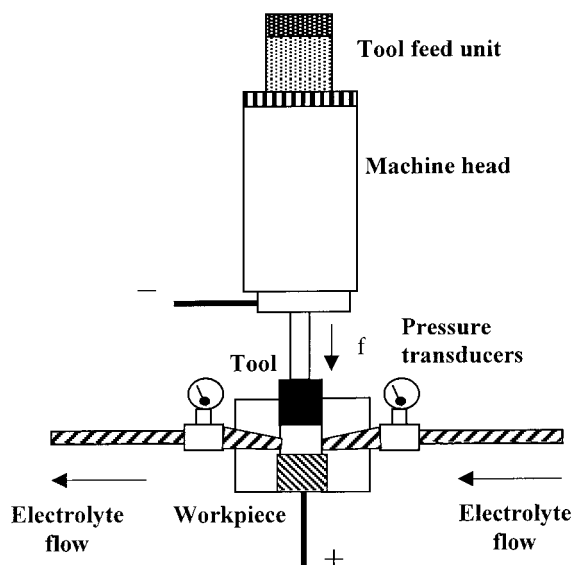 Tool feed unit
Machine head
−
f
Pressure
transducers
Tool
Electrolyte
flow
Workpiece
Electrolyte
flow
+